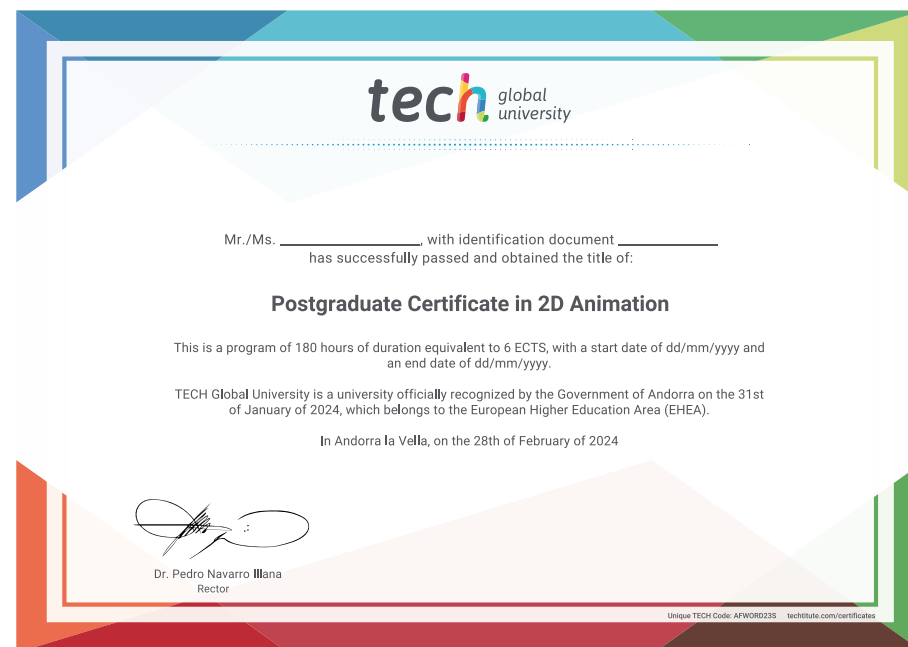 tech global
university
Mr./Ms. ____________, with identification document ____________
has successfully passed and obtained the title of:
Postgraduate Certificate in 2D Animation
This is a program of 180 hours of duration equivalent to 6 ECTS, with a start date of dd/mm/yyyy and
an end date of dd/mm/yyyy.
TECH Global University is a university officially recognized by the Government of Andorra on the 31st
of January of 2024, which belongs to the European Higher Education Area (EHEA).
In Andorra la Vella, on the 28th of February of 2024
Dr. Pedro Navarro Illana
Rector
Unique TECH Code: AFWORD23S techtitute.com/certificates